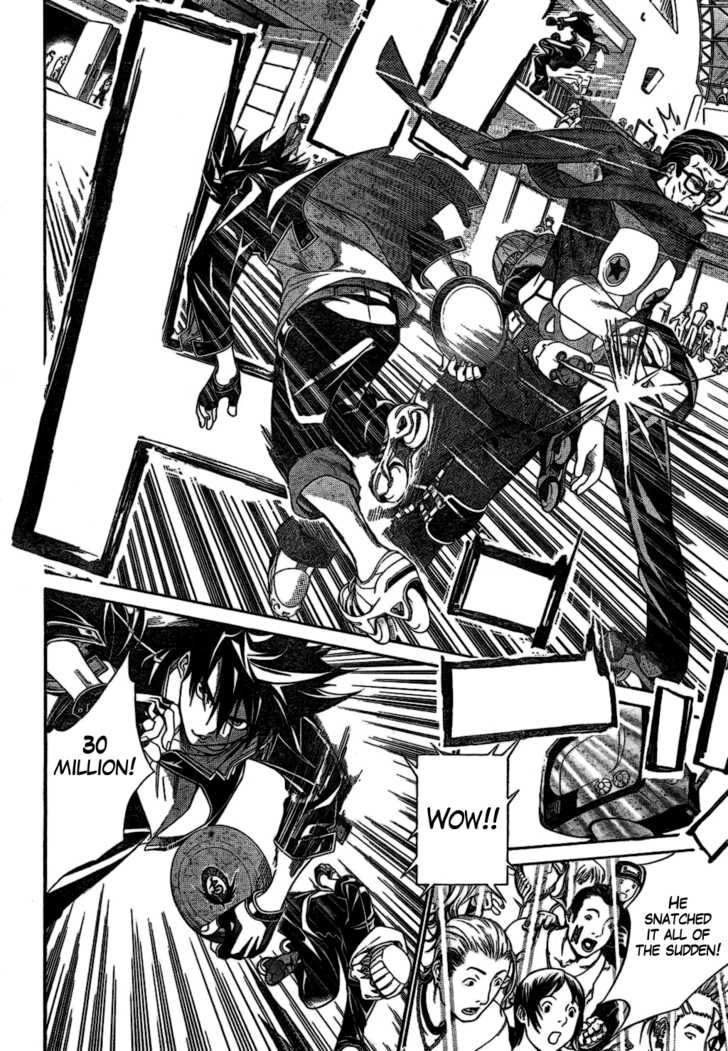 30
MILLION!
WOW!!
HE
SNATCHED
IT ALL OF
THE SUDDEN!